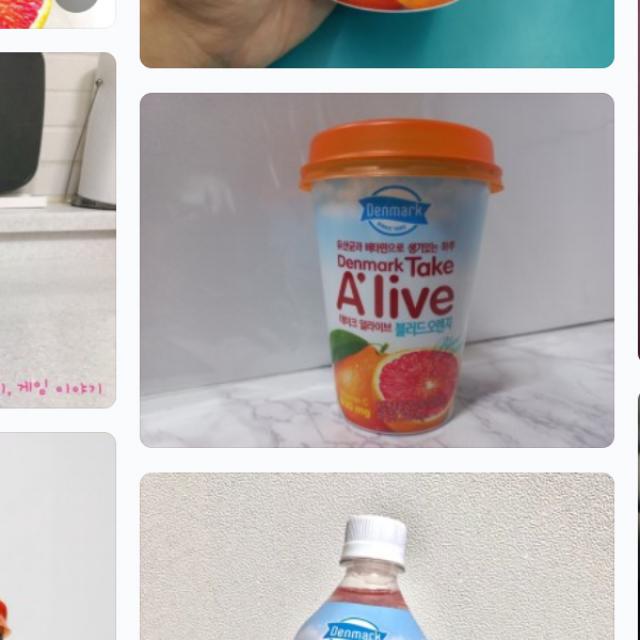 Denmark
유산균과 비타민으로 생기있는 하루
Denmark Take
A'live
테이크 얼라이브 블러드오렌지
mg
, 게임 이야기
Denmark